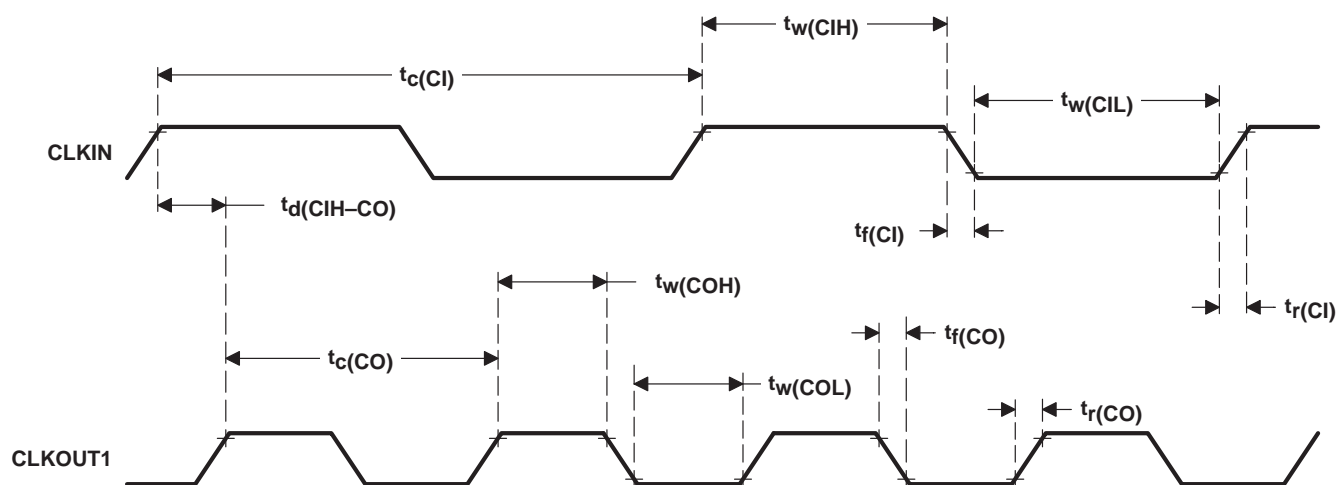 tw(CIH)
tc(CI)
tw(CIL)
CLKIN
td(CIH–CO)
tf(CI)
tw(COH)
tr(CI)
tf(CO)
tc(CO)
tw(COL)
tr(CO)
CLKOUT1